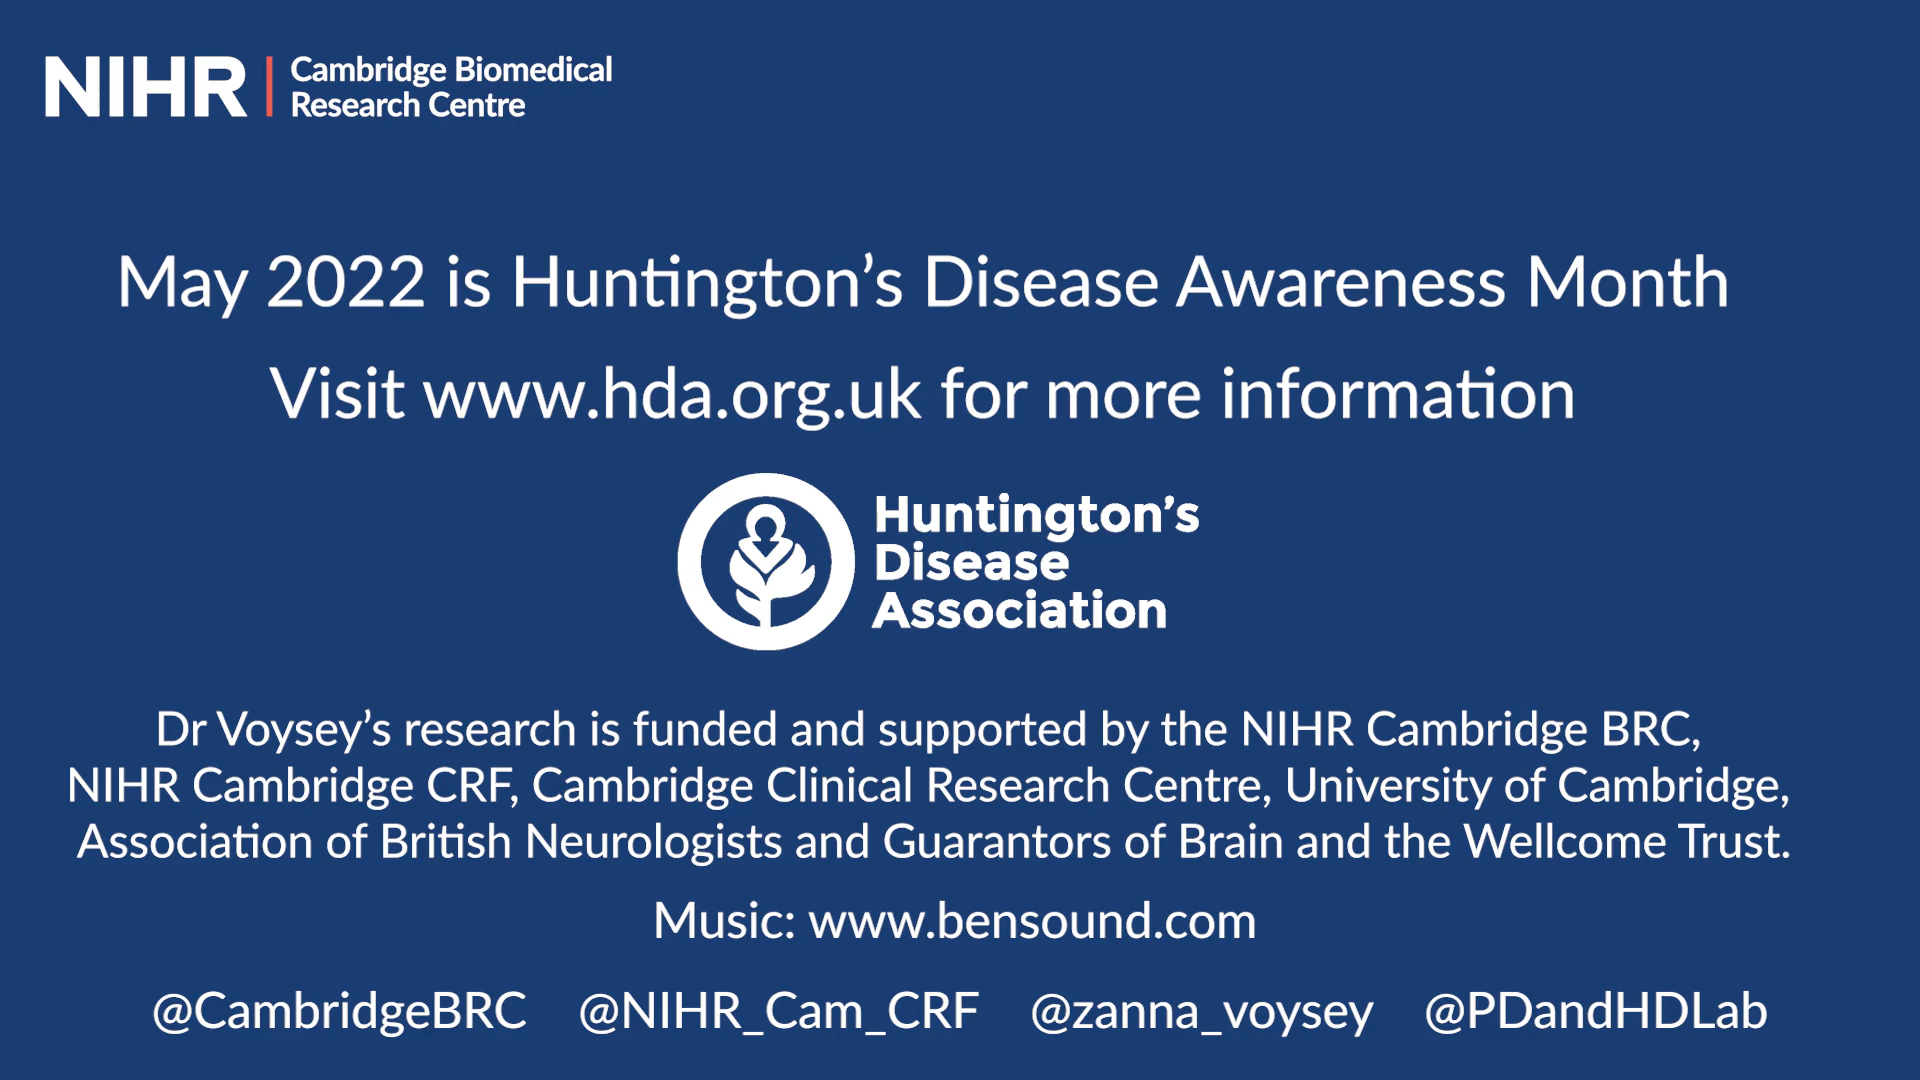 NIHR | Cambridge Biomedical
Research Centre
May 2022 is Huntington’s Disease Awareness Month
Visit www.hda.org.uk for more information
Huntington’s
Disease
Association
Dr Voysey’s research is funded and supported by the NIHR Cambridge BRC,
NIHR Cambridge CRF, Cambridge Clinical Research Centre, University of Cambridge,
Association of British Neurologists and Guarantors of Brain and the Wellcome Trust.
Music: www.bensound.com
@CambridgeBRC @NIHR_Cam_CRF @zanna_voysey @PDandHDLab